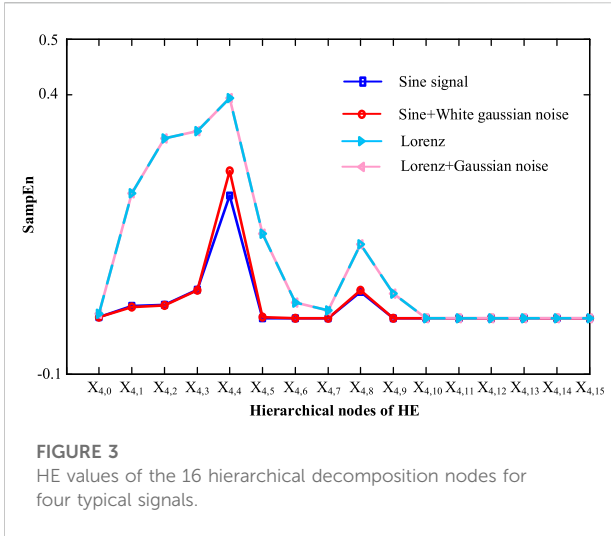 0.5
0.4
-0.1
SampEn
Sine signal
Sine+White gaussian noise
Lorenz
Lorenz+Gaussian noise
X4,0 X4,1 X4,2 X4,3 X4,4 X4,5 X4,6 X4,7 X4,8 X4,9 X4,10 X4,11 X4,12 X4,13 X4,14 X4,15
Hierarchical nodes of HE
FIGURE 3
HE values of the 16 hierarchical decomposition nodes for
four typical signals.